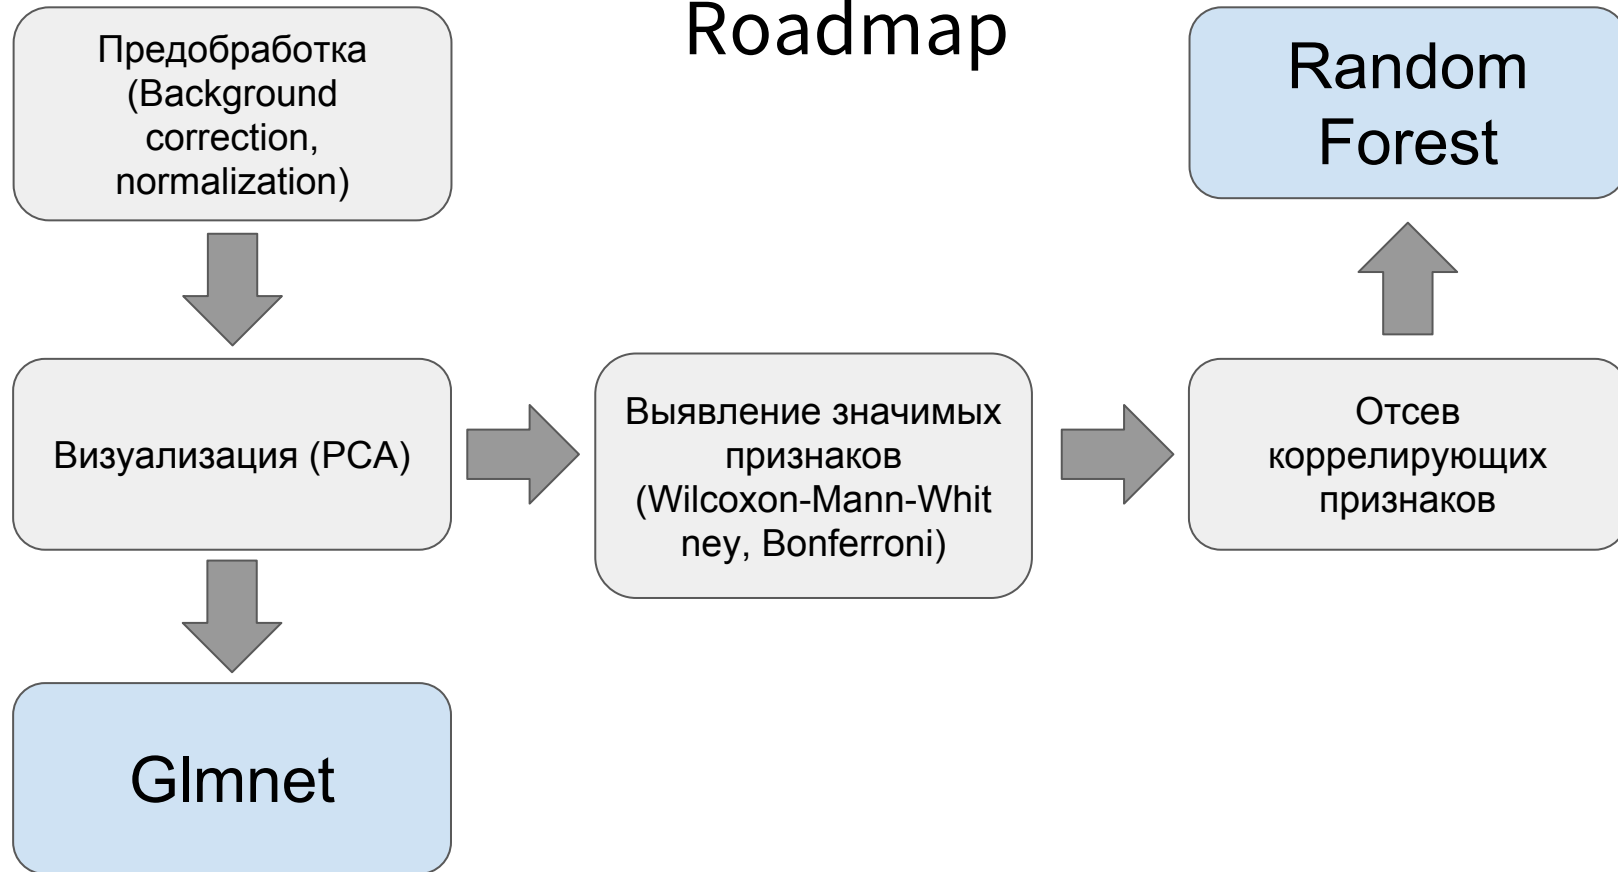 Roadmap
Предобработка
(Background
correction,
normalization)
Random
Forest
Визуализация (PCA)
Выявление значимых
признаков
(Wilcoxon-Mann-Whit
ney, Bonferroni)
Отсев
коррелирующих
признаков
Glmnet